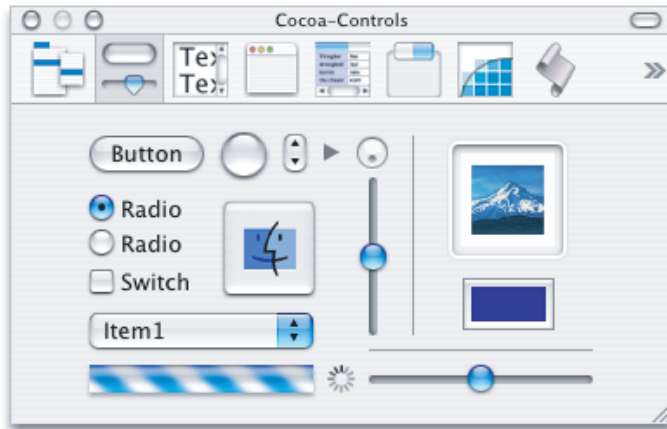 Cocoa-Controls
Tex
Tex
Button
Radio
Radio
Switch
Item1